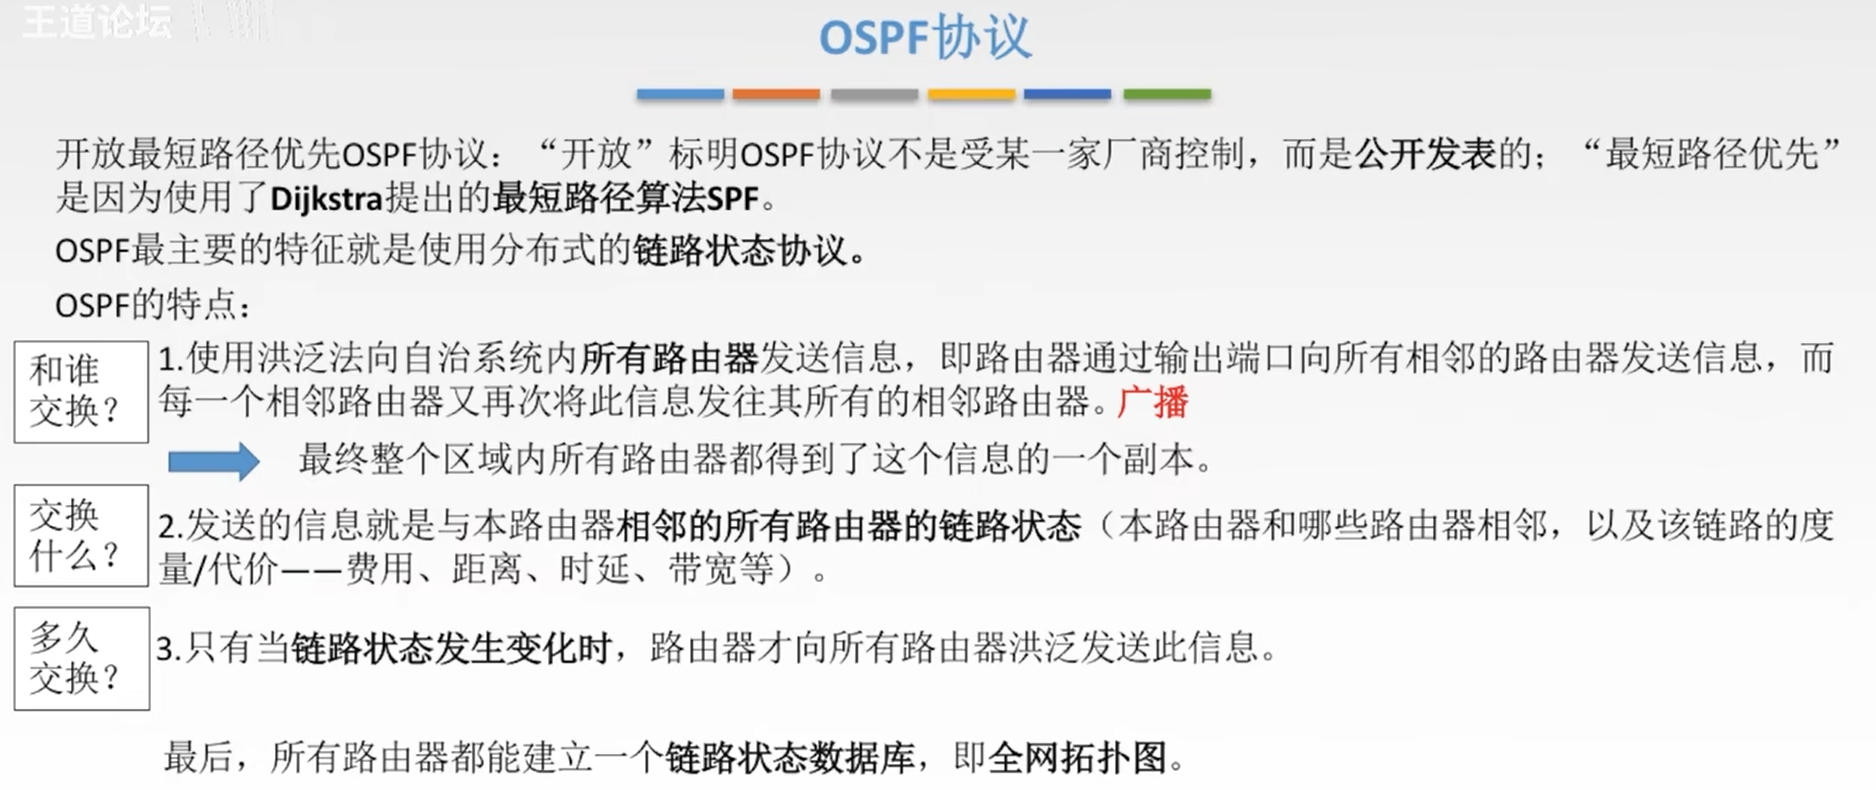 王道论坛
OSPF协议
开放最短路径优先OSPF协议：“开放”标明OSPF协议不是受某一家厂商控制，而是公开发表的；“最短路径优先”
是因为使用了Dijkstra提出的最短路径算法SPF。
OSPF最主要的特征就是使用分布式的链路状态协议。
OSPF的特点：
和谁
交换？
1.使用洪泛法向自治系统内所有路由器发送信息，即路由器通过输出端口向所有相邻的路由器发送信息，而
每一个相邻路由器又再次将此信息发往其所有的相邻路由器。广播
最终整个区域内所有路由器都得到了这个信息的一个副本。
交换
什么？
2.发送的信息就是与本路由器相邻的所有路由器的链路状态（本路由器和哪些路由器相邻，以及该链路的度
量/代价——费用、距离、时延、带宽等）。
多久
交换？
3.只有当链路状态发生变化时，路由器才向所有路由器洪泛发送此信息。
最后，所有路由器都能建立一个链路状态数据库，即全网拓扑图。